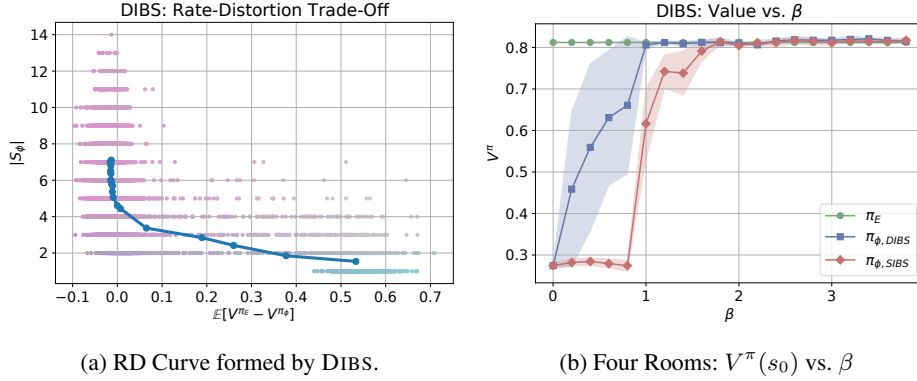 DIBS: Rate-Distortion Trade-Off
14
12
10
8
6
4
2
|S_ϕ|
−0.1 0.0 0.1 0.2 0.3 0.4 0.5 0.6 0.7
𝔼[V^{π_E} − V^{π_ϕ}]
(a) RD Curve formed by DIBS.
DIBS: Value vs. β
0.8
0.7
0.6
0.5
0.4
0.3
V^π
π_E
π_{ϕ,DIBS}
π_{ϕ,SIBS}
0 1 2 3
β
(b) Four Rooms: V^π(s_0) vs. β